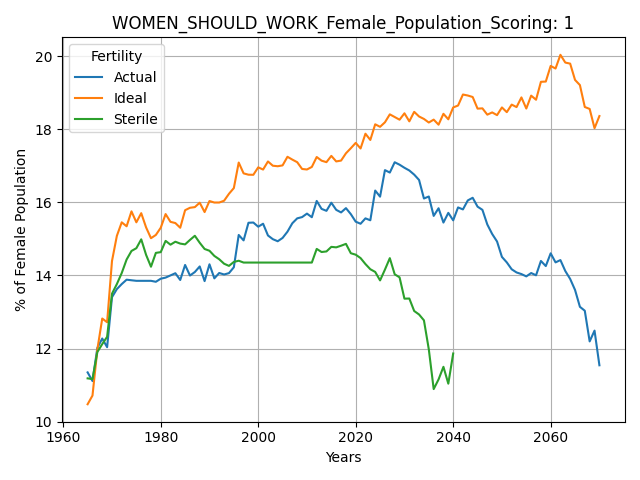 WOMEN_SHOULD_WORK_Female_Population_Scoring: 1
Fertility
Actual
Ideal
Sterile
% of Female Population
20
18
16
14
12
10
1960
1980
2000
2020
2040
2060
Years